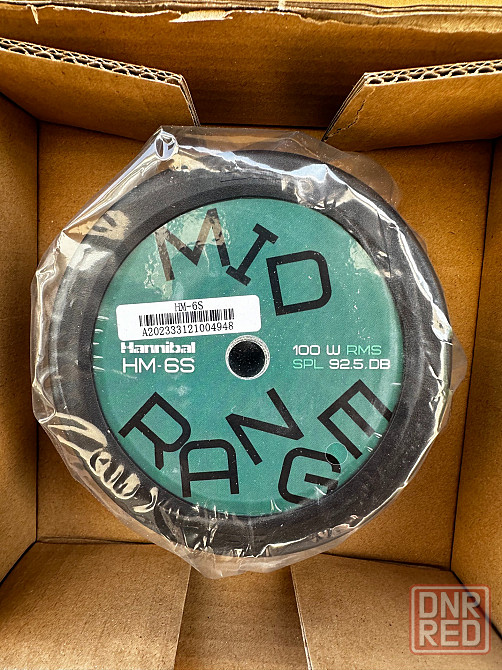 MID
HM-6S
A202333121004948
Hannibal
HM-6S
100 W RMS
SPL 92.5.DB
RANGE
DNR
RED